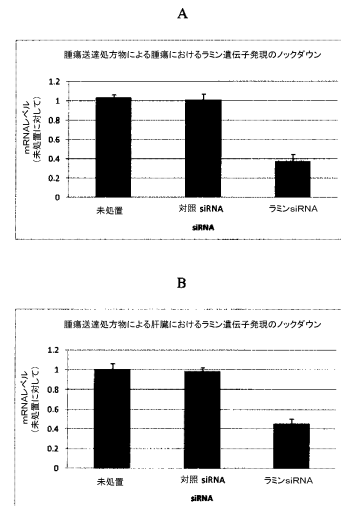 A
腫瘍送達処方物による腫瘍におけるラミン遺伝子発現のノックダウン
mRNAレベル
(未処置に対して)
1.2
1
0.8
0.6
0.4
0.2
0
未処置
対照 siRNA
ラミンsiRNA
siRNA
B
腫瘍送達処方物による肝臓におけるラミン遺伝子発現のノックダウン
mRNAレベル
(未処置に対して)
1.2
1
0.8
0.6
0.4
0.2
0
未処置
対照 siRNA
ラミンsiRNA
siRNA